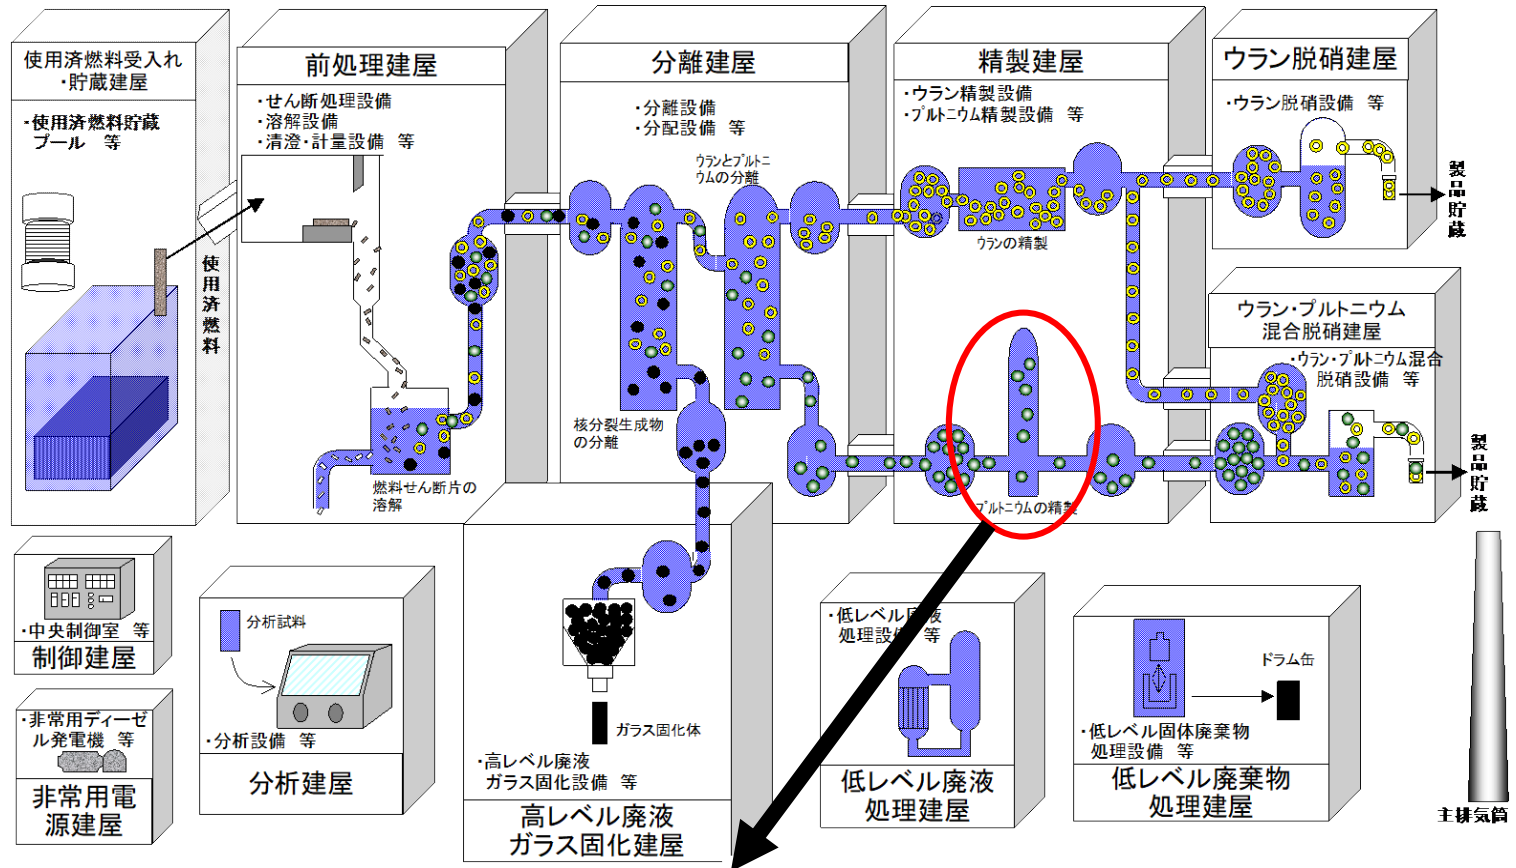 使用済燃料受入れ
・貯蔵建屋
・使用済燃料貯蔵
プール 等
使用済燃料
前処理建屋
・せん断処理設備
・溶解設備
・清澄・計量設備 等
燃料せん断片の
溶解
分離建屋
・分離設備
・分配設備 等
ウランとプルトニ
ウムの分離
核分裂生成物
の分離
精製建屋
・ウラン精製設備
・プルトニウム精製設備 等
ウランの精製
プルトニウムの精製
ウラン脱硝建屋
・ウラン脱硝設備 等
製品貯蔵
ウラン・プルトニウム
混合脱硝建屋
・ウラン・プルトニウム混合
脱硝設備 等
製品貯蔵
・中央制御室 等
制御建屋
・非常用ディーゼ
ル発電機 等
非常用電
源建屋
分析試料
・分析設備 等
分析建屋
ガラス固化体
・高レベル廃液
ガラス固化設備 等
高レベル廃液
ガラス固化建屋
・低レベル廃液
処理設備 等
低レベル廃液
処理建屋
ドラム缶
・低レベル固体廃棄物
処理設備 等
低レベル廃棄物
処理建屋
主排気筒